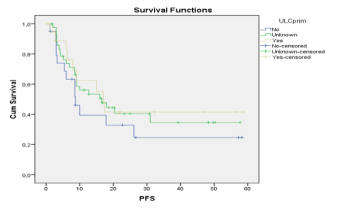 Survival Functions
ULCprim
No
Unknown
Yes
No-censored
Unknown-censored
Yes-censored
Cum Survival
1,0
0,8
0,6
0,4
0,2
0,0
0 10 20 30 40 50 60
PFS